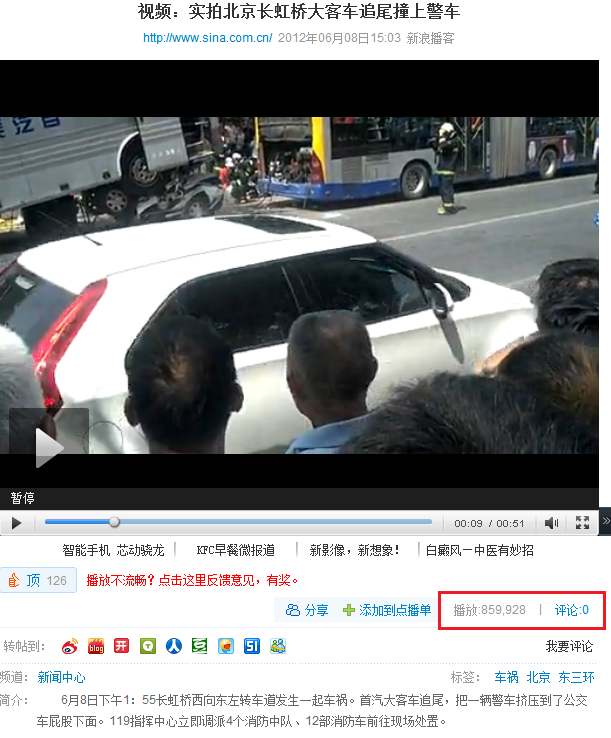 视频：实拍北京长虹桥大客车追尾撞上警车
http://www.sina.com.cn/ 2012年06月08日15:03 新浪播客
首汽集
暂停
00:09 / 00:51
智能手机 芯动骁龙 | KFC早餐微报道 | 新影像，新想象！ | 白癜风－中医有妙招
顶 126 播放不流畅？点击这里反馈意见，有奖。
分享 添加到点播单 播放:859,928 | 评论:0
转帖到： blog 开 51 我要评论
频道： 新闻中心 标签： 车祸 北京 东三环
简介： 6月8日下午1：55长虹桥西向东左转车道发生一起车祸。首汽大客车追尾，把一辆警车挤压到了公交
车屁股下面。119指挥中心立即调派4个消防中队、12部消防车前往现场处置。